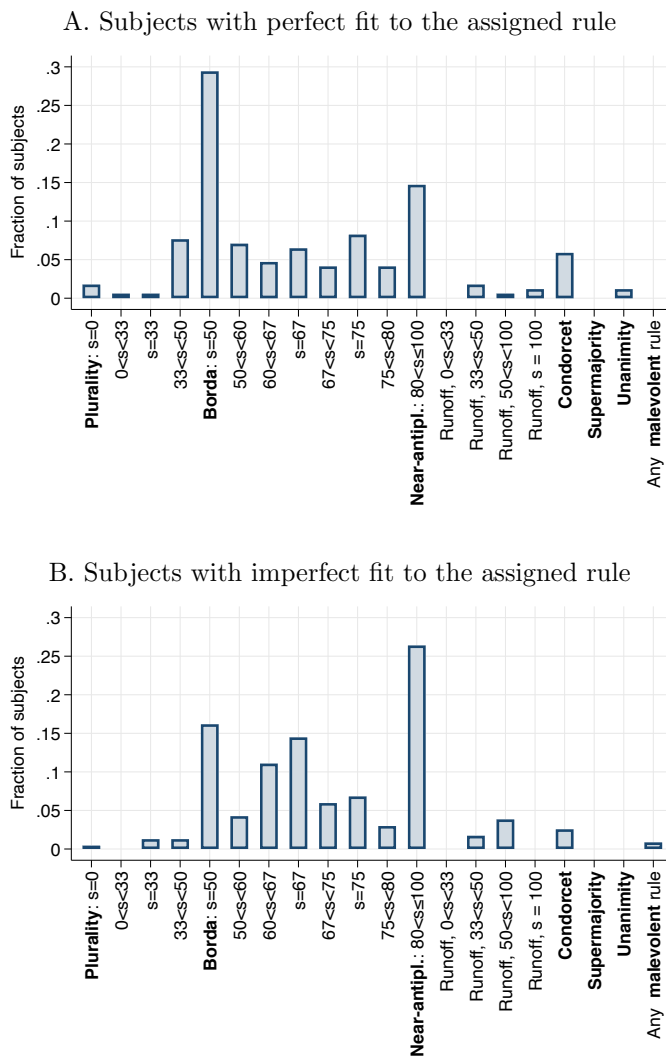 A. Subjects with perfect fit to the assigned rule
Fraction of subjects
.3
.25
.2
.15
.1
.05
0
Plurality: s=0
0<s<33
s=33
33<s<50
Borda: s=50
50<s<60
60<s<67
s=67
67<s<75
s=75
75<s<80
Near-antipl.: 80<s≤100
Runoff, 0<s<33
Runoff, 33<s<50
Runoff, 50<s<100
Runoff, s = 100
Condorcet
Supermajority
Unanimity
Any malevolent rule
B. Subjects with imperfect fit to the assigned rule
Fraction of subjects
.3
.25
.2
.15
.1
.05
0
Plurality: s=0
0<s<33
s=33
33<s<50
Borda: s=50
50<s<60
60<s<67
s=67
67<s<75
s=75
75<s<80
Near-antipl.: 80<s≤100
Runoff, 0<s<33
Runoff, 33<s<50
Runoff, 50<s<100
Runoff, s = 100
Condorcet
Supermajority
Unanimity
Any malevolent rule